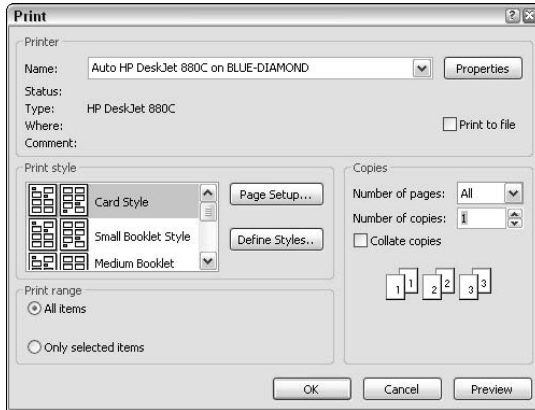 Print
Printer
Name: Auto HP DeskJet 880C on BLUE-DIAMOND Properties
Status:
Type: HP DeskJet 880C
Where: Print to file
Comment:
Print style
Card Style
Small Booklet Style
Medium Booklet
Page Setup...
Define Styles..
Copies
Number of pages: All
Number of copies: 1
Collate copies
1 1 2 2 3 3
Print range
All items
Only selected items
OK Cancel Preview